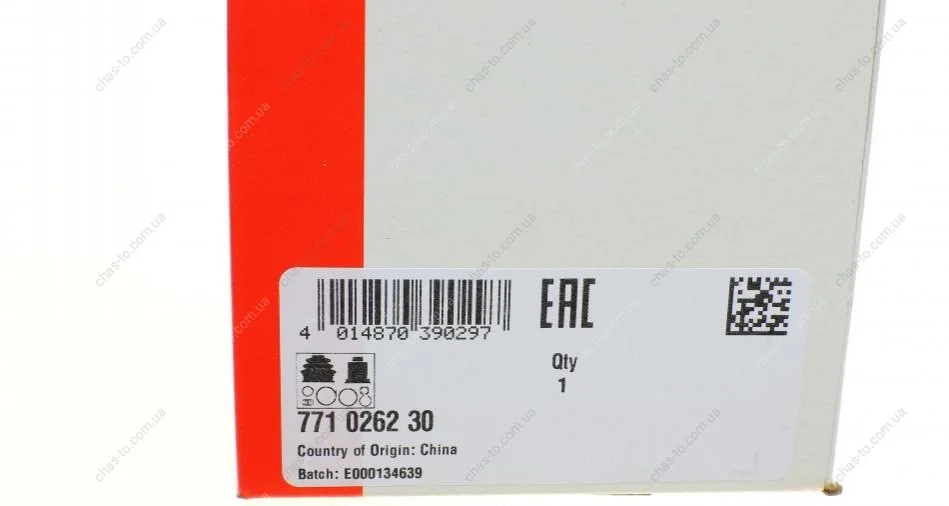 4 014870 390297
EAC
Qty
1
771 0262 30
Country of Origin: China
Batch: E000134639
chas-to.com.ua